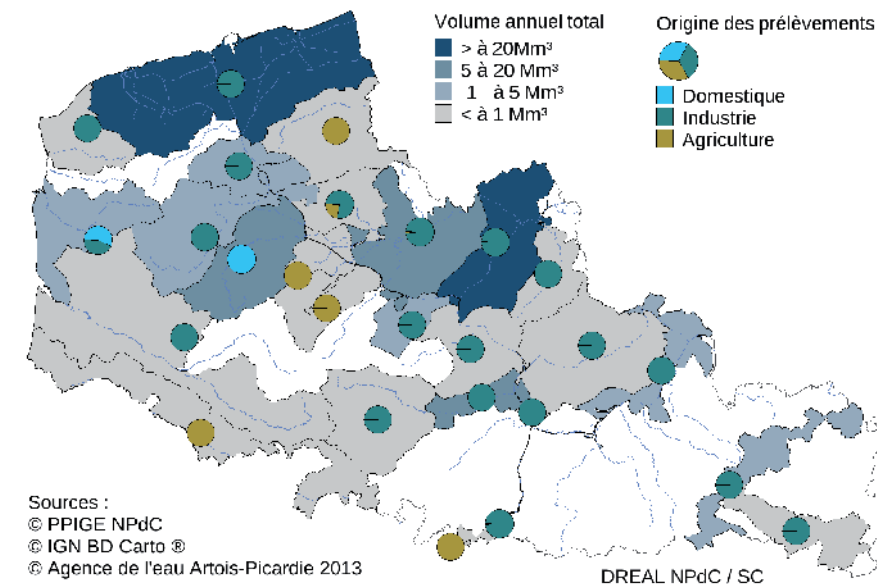 Volume annuel total
> à 20Mm³
5 à 20 Mm³
1 à 5 Mm³
< à 1 Mm³
Origine des prélèvements
Domestique
Industrie
Agriculture
Sources :
© PPIGE NPdC
© IGN BD Carto ®
© Agence de l'eau Artois-Picardie 2013
DREAL NPdC / SC